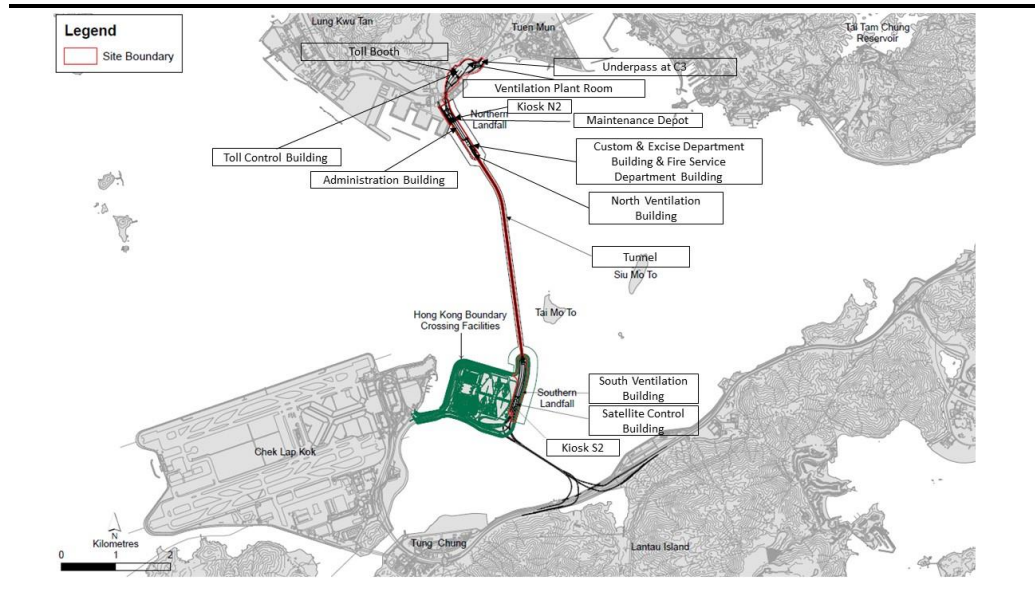 Legend
Site Boundary
Lung Kwu Tan
Tuen Mun
Tai Tam Chung
Reservoir
Toll Booth
Underpass at C3
Ventilation Plant Room
Kiosk N2
Northern
Landfall
Maintenance Depot
Toll Control Building
Custom & Excise Department
Building & Fire Service
Department Building
Administration Building
North Ventilation
Building
Tunnel
Siu Mo To
Tai Mo To
Hong Kong Boundary
Crossing Facilities
South Ventilation
Building
Southern
Landfall
Satellite Control
Building
Kiosk S2
Chek Lap Kok
N
Kilometres
0 1 2
Tung Chung
Lantau Island